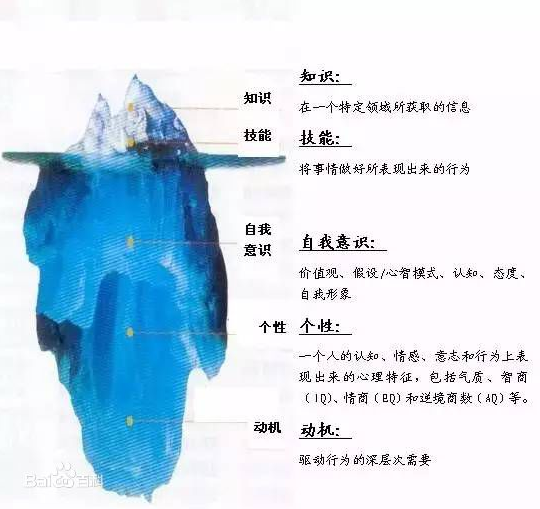 知识
技能
自我
意识
个性
动机
知识:
在一个特定领域所获取的信息
技能:
将事情做好所表现出来的行为
自我意识:
价值观、假设/心智模式、认知、态度、
自我形象
个性:
一个人的认知、情感、意志和行为上表
现出来的心理特征，包括气质、智商
（IQ）、情商（EQ）和逆境商数（AQ）等。
动机:
驱动行为的深层次需要
Baidu百科